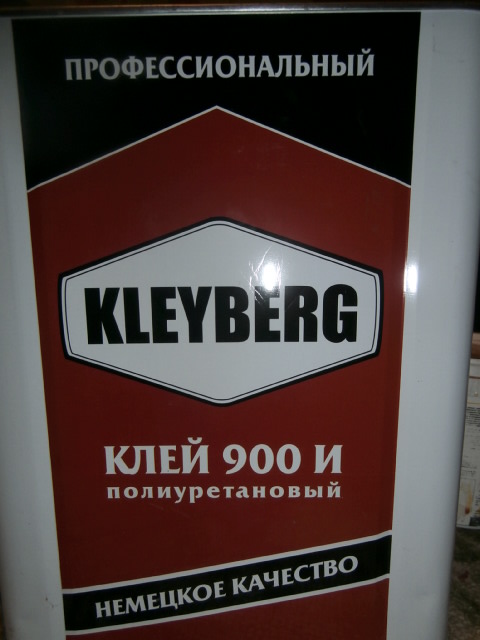 ПРОФЕССИОНАЛЬНЫЙ
KLEYBERG
КЛЕЙ 900 И
полиуретановый
НЕМЕЦКОЕ КАЧЕСТВО